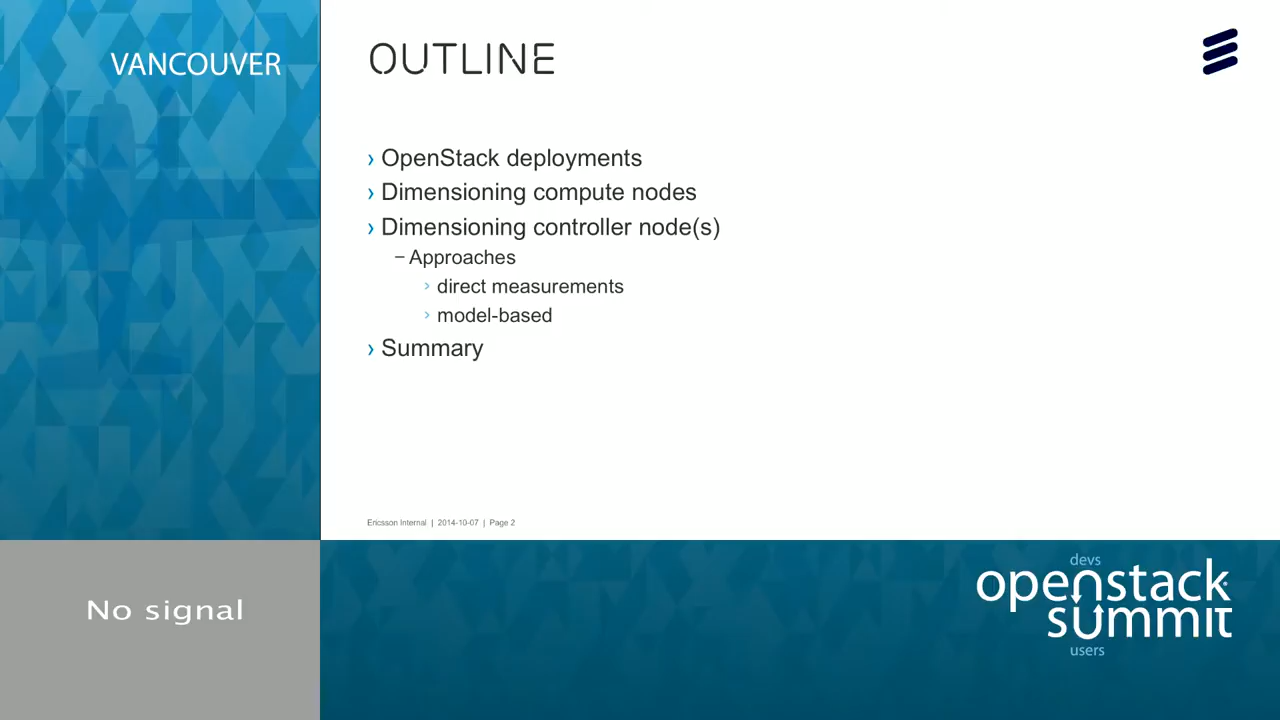 VANCOUVER
OUTLINE
› OpenStack deployments
› Dimensioning compute nodes
› Dimensioning controller node(s)
– Approaches
› direct measurements
› model-based
› Summary
Ericsson Internal | 2014-10-07 | Page 2
No signal
devs
openstack
summit
users